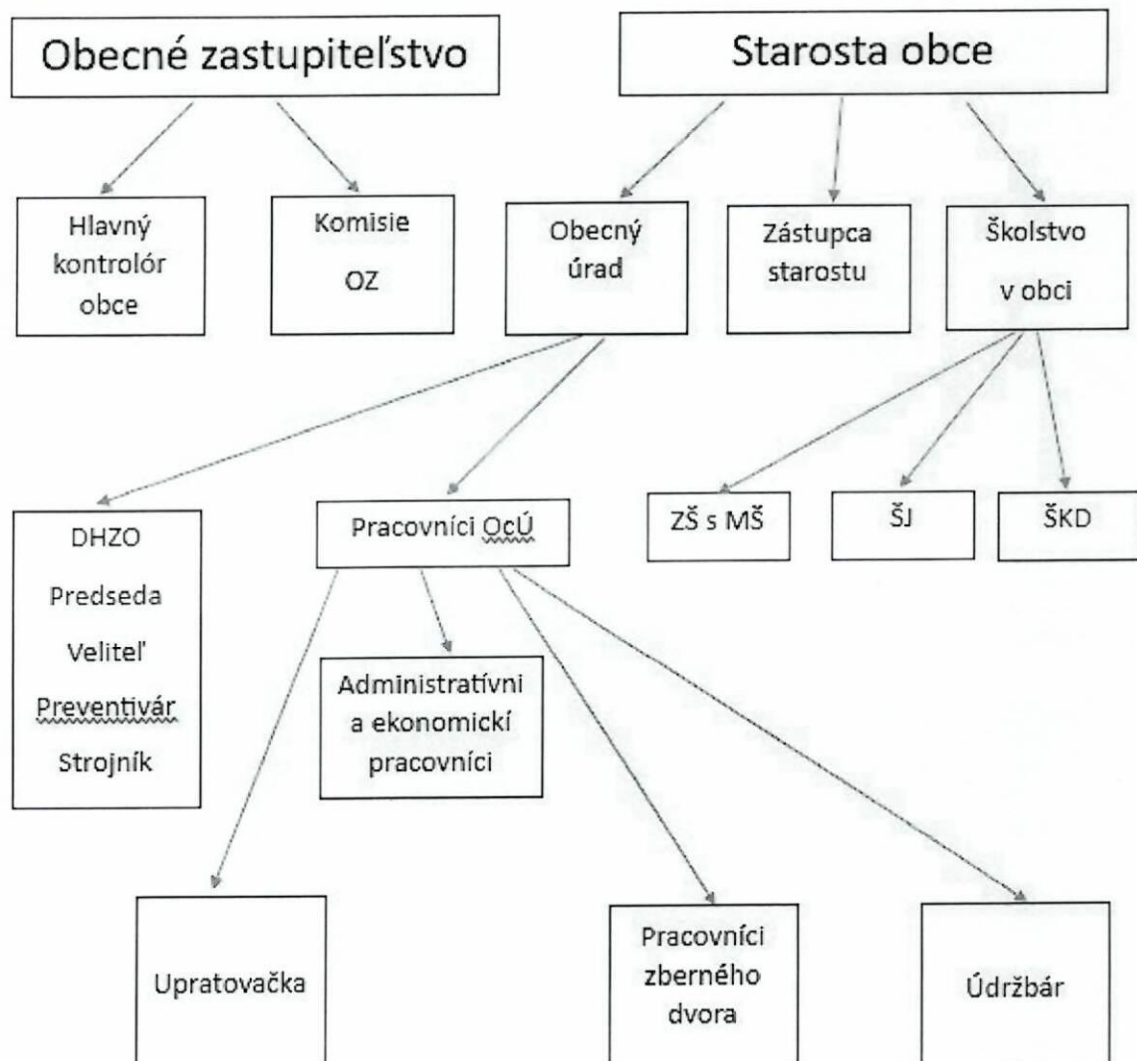 Obecné zastupiteľstvo
Starosta obce
Hlavný
kontrolór
obce
Komisie
OZ
Obecný
úrad
Zástupca
starostu
Školstvo
v obci
DHZO
Predseda
Veliteľ
Preventivár
Strojník
Pracovníci OcÚ
ZŠ s MŠ
ŠJ
ŠKD
Administratívni
a ekonomickí
pracovníci
Upratovačka
Pracovníci
zberného
dvora
Údržbár